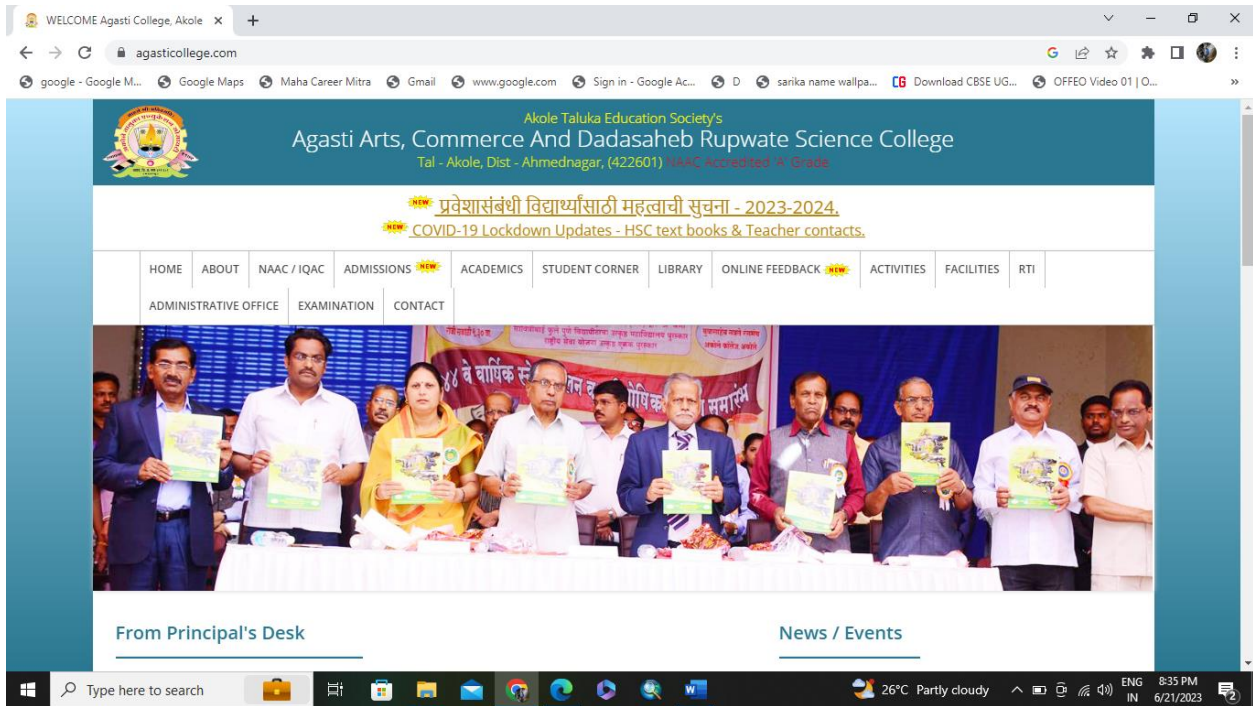 WELCOME Agasti College, Akole
agasticollege.com
google - Google M... Google Maps Maha Career Mitra Gmail www.google.com Sign in - Google Ac... D sarika name wallpa... CG Download CBSE UG... OFFEO Video 01 | O... »
Akole Taluka Education Society's
Agasti Arts, Commerce And Dadasaheb Rupwate Science College
Tal - Akole, Dist - Ahmednagar, (422601) NAAC Accredited 'A' Grade
NEW प्रवेशासंबंधी विद्यार्थ्यांसाठी महत्वाची सुचना - 2023-2024.
NEW COVID-19 Lockdown Updates - HSC text books & Teacher contacts.
HOME ABOUT NAAC / IQAC ADMISSIONS NEW ACADEMICS STUDENT CORNER LIBRARY ONLINE FEEDBACK NEW ACTIVITIES FACILITIES RTI
ADMINISTRATIVE OFFICE EXAMINATION CONTACT
४४ वे वार्षिक
समारंभ
From Principal's Desk
News / Events
Type here to search
26°C Partly cloudy
ENG
IN
8:35 PM
6/21/2023
2